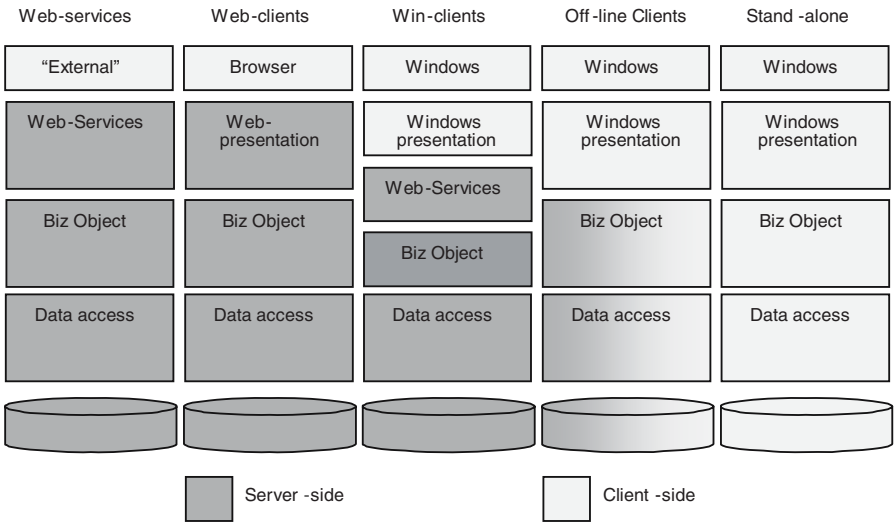 Web-services Web-clients Win-clients Off-line Clients Stand-alone
"External" Browser Windows Windows Windows
Web-Services Web-presentation Windows presentation Windows presentation Windows presentation
Web-Services
Biz Object Biz Object Biz Object Biz Object Biz Object
Data access Data access Data access Data access Data access
Server-side Client-side